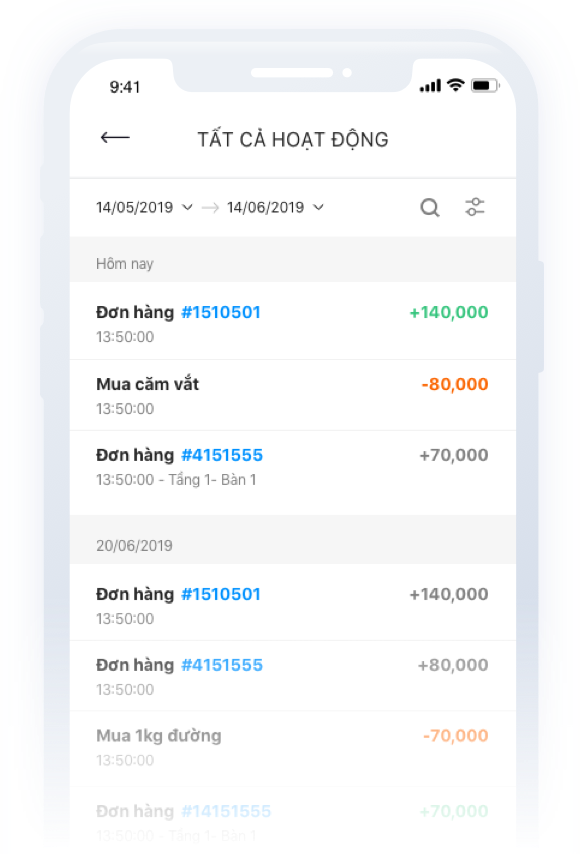 9:41
TẤT CẢ HOẠT ĐỘNG
14/05/2019 14/06/2019
Hôm nay
Đơn hàng #1510501 +140,000
13:50:00
Mua căm vắt -80,000
13:50:00
Đơn hàng #4151555 +70,000
13:50:00 - Tầng 1- Bàn 1
20/06/2019
Đơn hàng #1510501 +140,000
13:50:00
Đơn hàng #4151555 +80,000
13:50:00
Mua 1kg đường -70,000
13:50:00
Đơn hàng #14151555 +70,000
13:50:00 - Tầng 1- Bàn 1